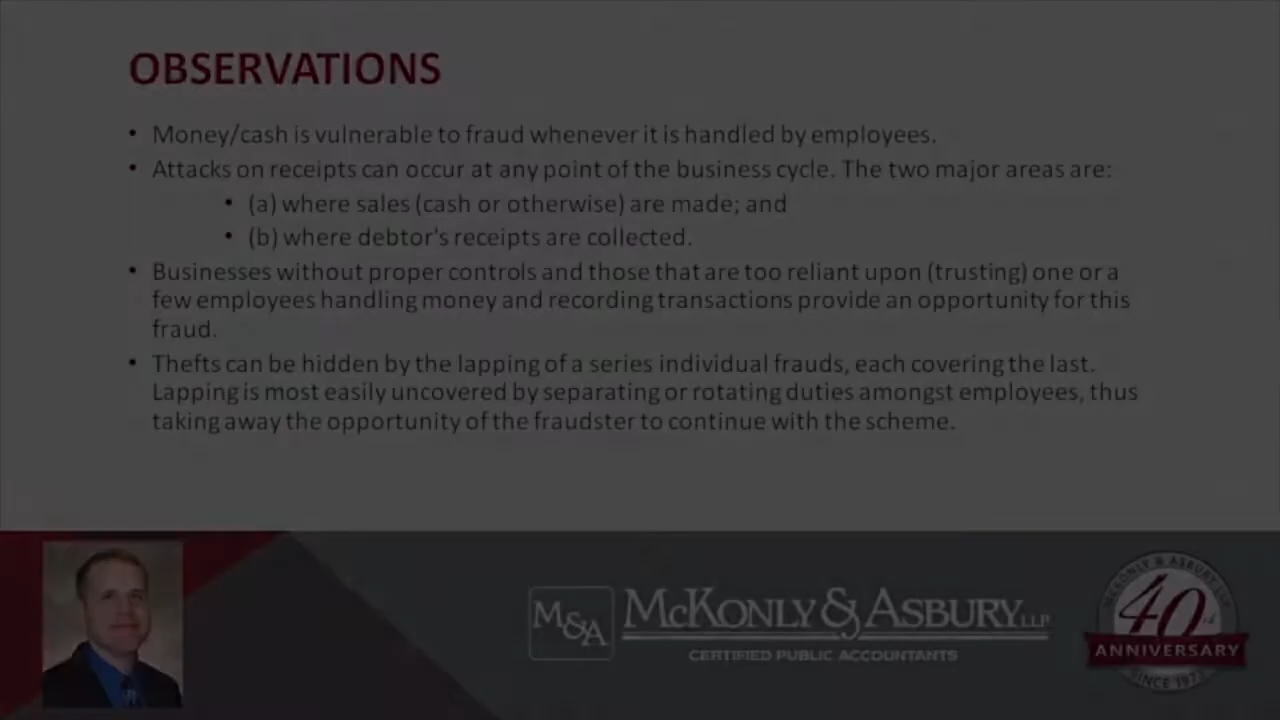 OBSERVATIONS
• Money/cash is vulnerable to fraud whenever it is handled by employees.
• Attacks on receipts can occur at any point of the business cycle. The two major areas are:
• (a) where sales (cash or otherwise) are made; and
• (b) where debtor's receipts are collected.
• Businesses without proper controls and those that are too reliant upon (trusting) one or a
few employees handling money and recording transactions provide an opportunity for this
fraud.
• Thefts can be hidden by the lapping of a series individual frauds, each covering the last.
Lapping is most easily uncovered by separating or rotating duties amongst employees, thus
taking away the opportunity of the fraudster to continue with the scheme.
M&A
McKONLY & ASBURY LLP
CERTIFIED PUBLIC ACCOUNTANTS
McKONLY & ASBURY LLP
40
ANNIVERSARY
SINCE 1973